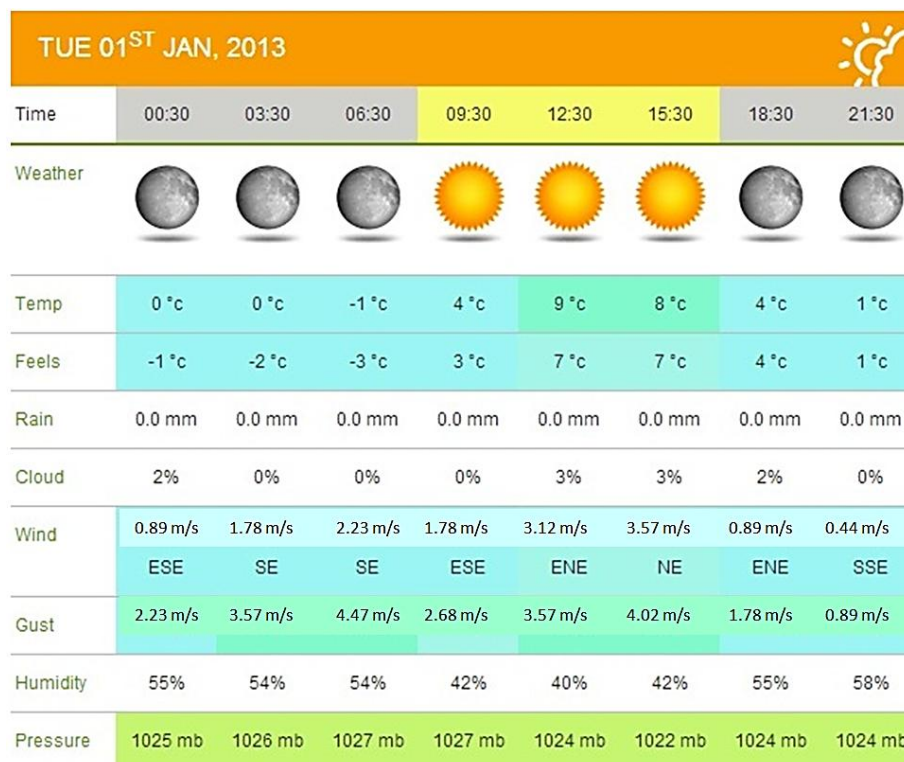 TUE 01ST JAN, 2013
Time 00:30 03:30 06:30 09:30 12:30 15:30 18:30 21:30
Weather
Temp 0 °c 0 °c -1 °c 4 °c 9 °c 8 °c 4 °c 1 °c
Feels -1 °c -2 °c -3 °c 3 °c 7 °c 7 °c 4 °c 1 °c
Rain 0.0 mm 0.0 mm 0.0 mm 0.0 mm 0.0 mm 0.0 mm 0.0 mm 0.0 mm
Cloud 2% 0% 0% 0% 3% 3% 2% 0%
Wind 0.89 m/s 1.78 m/s 2.23 m/s 1.78 m/s 3.12 m/s 3.57 m/s 0.89 m/s 0.44 m/s
ESE SE SE ESE ENE NE ENE SSE
Gust 2.23 m/s 3.57 m/s 4.47 m/s 2.68 m/s 3.57 m/s 4.02 m/s 1.78 m/s 0.89 m/s
Humidity 55% 54% 54% 42% 40% 42% 55% 58%
Pressure 1025 mb 1026 mb 1027 mb 1027 mb 1024 mb 1022 mb 1024 mb 1024 mb